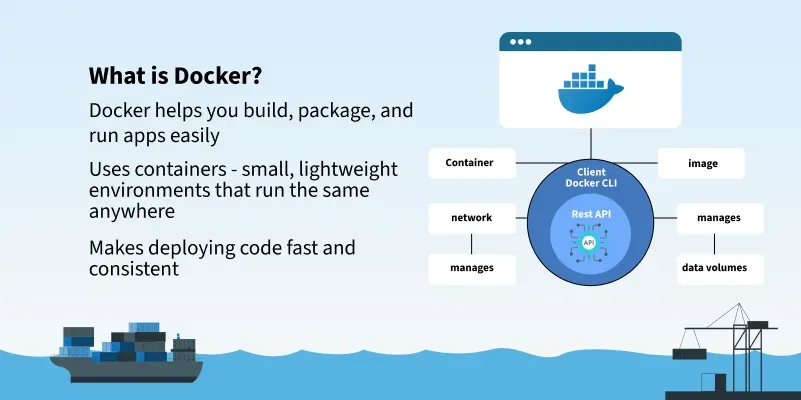 What is Docker?
Docker helps you build, package, and
run apps easily
Uses containers - small, lightweight
environments that run the same
anywhere
Makes deploying code fast and
consistent
Container
image
Client
Docker CLI
Rest API
API
network
manages
manages
data volumes